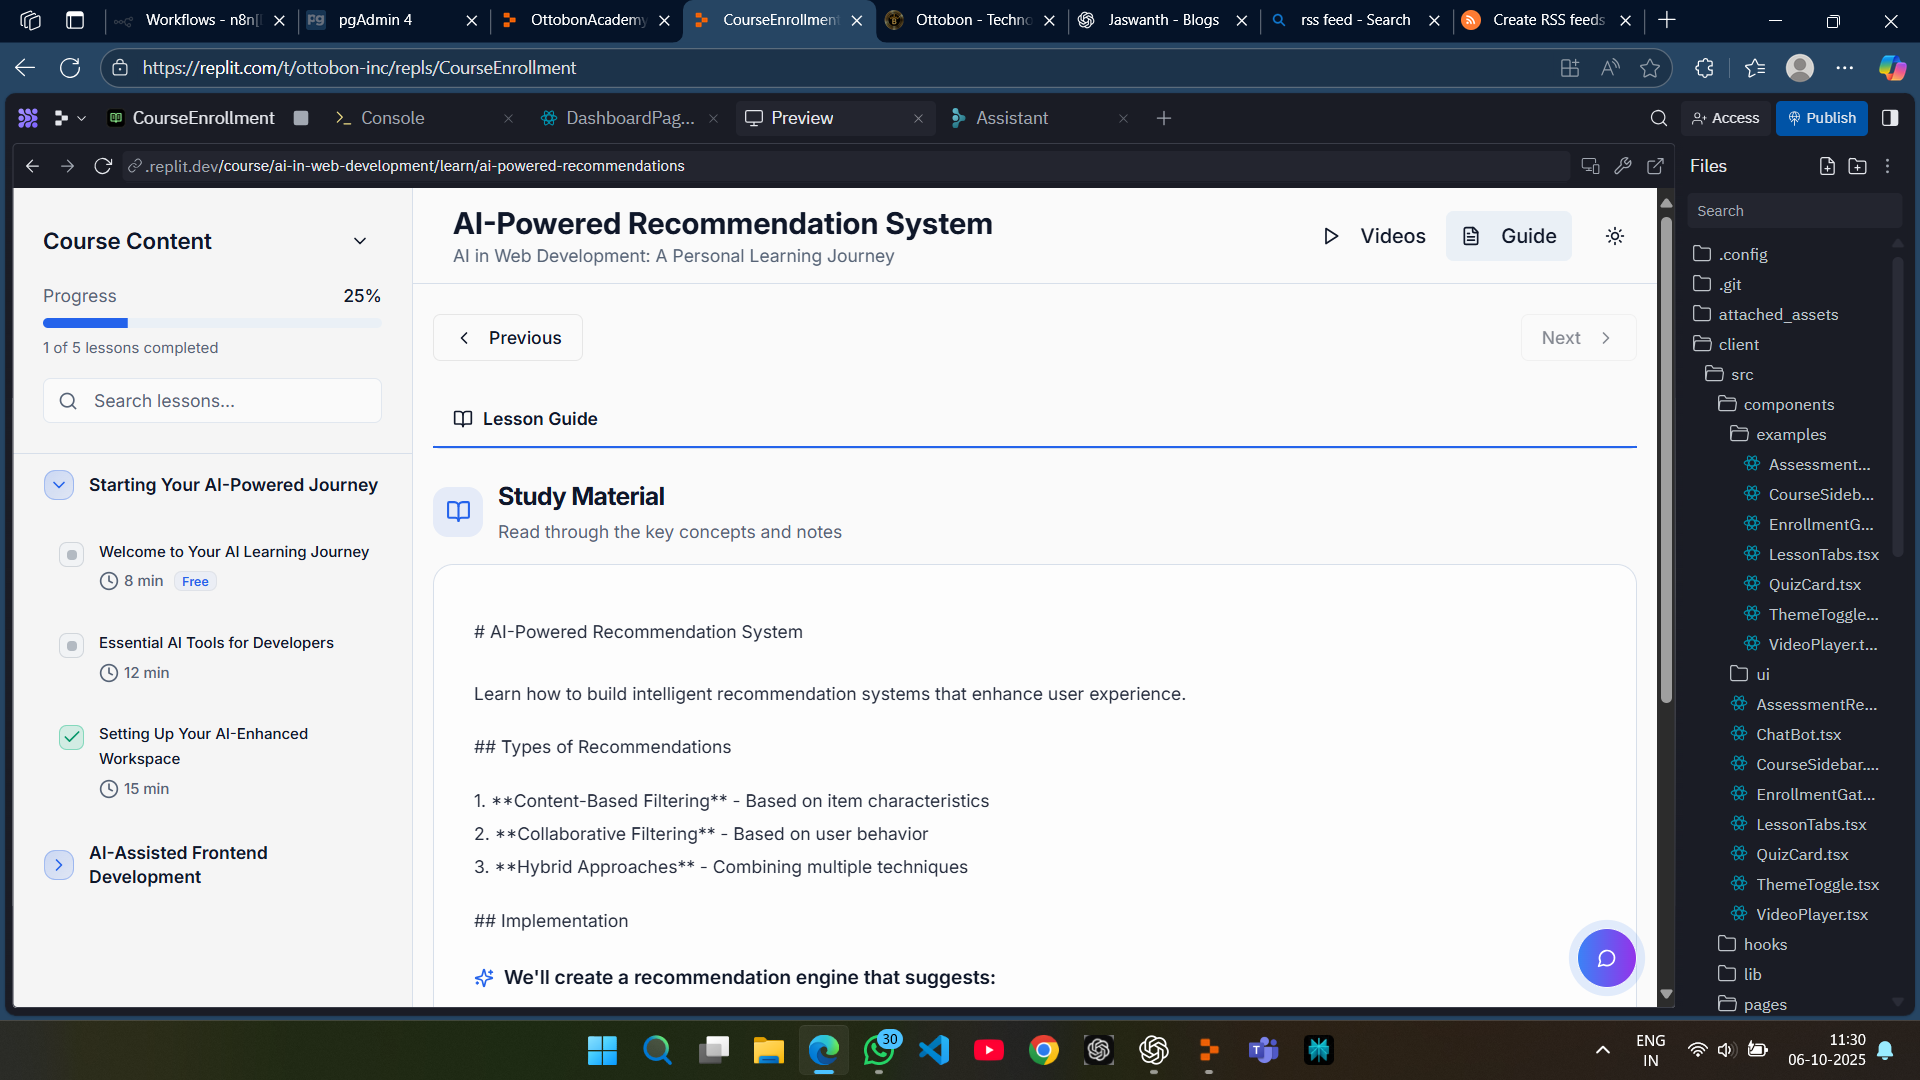 Workflows - n8n
pgAdmin 4
OttobonAcademy
CourseEnrollment
Ottobon - Techno
Jaswanth - Blogs
rss feed - Search
Create RSS feeds
https://replit.com/t/ottobon-inc/repls/CourseEnrollment
CourseEnrollment
Console
DashboardPag...
Preview
Assistant
Access
Publish
.replit.dev/course/ai-in-web-development/learn/ai-powered-recommendations
Files
Search
.config
.git
attached_assets
client
src
components
examples
Assessment...
CourseSideb...
EnrollmentG...
LessonTabs.tsx
QuizCard.tsx
ThemeToggle...
VideoPlayer.t...
ui
AssessmentRe...
ChatBot.tsx
CourseSidebar....
EnrollmentGat...
LessonTabs.tsx
QuizCard.tsx
ThemeToggle.tsx
VideoPlayer.tsx
hooks
lib
pages
Course Content
Progress 25%
1 of 5 lessons completed
Search lessons...
Starting Your AI-Powered Journey
Welcome to Your AI Learning Journey
8 min Free
Essential AI Tools for Developers
12 min
Setting Up Your AI-Enhanced
Workspace
15 min
AI-Assisted Frontend
Development
AI-Powered Recommendation System
AI in Web Development: A Personal Learning Journey
Videos
Guide
Previous
Next
Lesson Guide
Study Material
Read through the key concepts and notes
# AI-Powered Recommendation System
Learn how to build intelligent recommendation systems that enhance user experience.
## Types of Recommendations
1. **Content-Based Filtering** - Based on item characteristics
2. **Collaborative Filtering** - Based on user behavior
3. **Hybrid Approaches** - Combining multiple techniques
## Implementation
We'll create a recommendation engine that suggests:
30
ENG
IN
11:30
06-10-2025